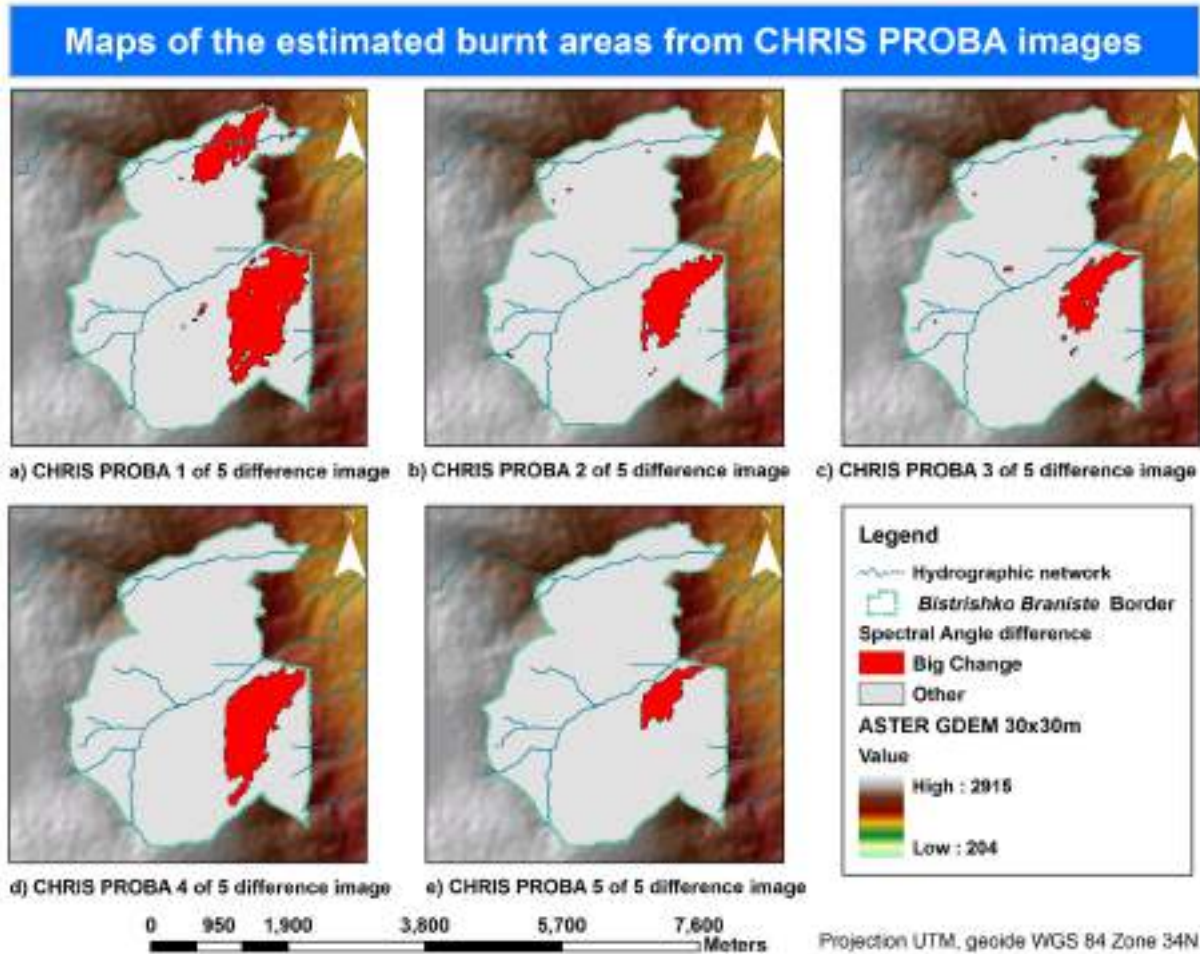 Maps of the estimated burnt areas from CHRIS PROBA images
N
N
N
a) CHRIS PROBA 1 of 5 difference image
b) CHRIS PROBA 2 of 5 difference image
c) CHRIS PROBA 3 of 5 difference image
N
N
d) CHRIS PROBA 4 of 5 difference image
e) CHRIS PROBA 5 of 5 difference image
Legend
Hydrographic network
Bistrishko Braniste Border
Spectral Angle difference
Big Change
Other
ASTER GDEM 30x30m
Value
High : 2915
Low : 204
0 950 1,900 3,800 5,700 7,600
Meters
Projection UTM, geoide WGS 84 Zone 34N